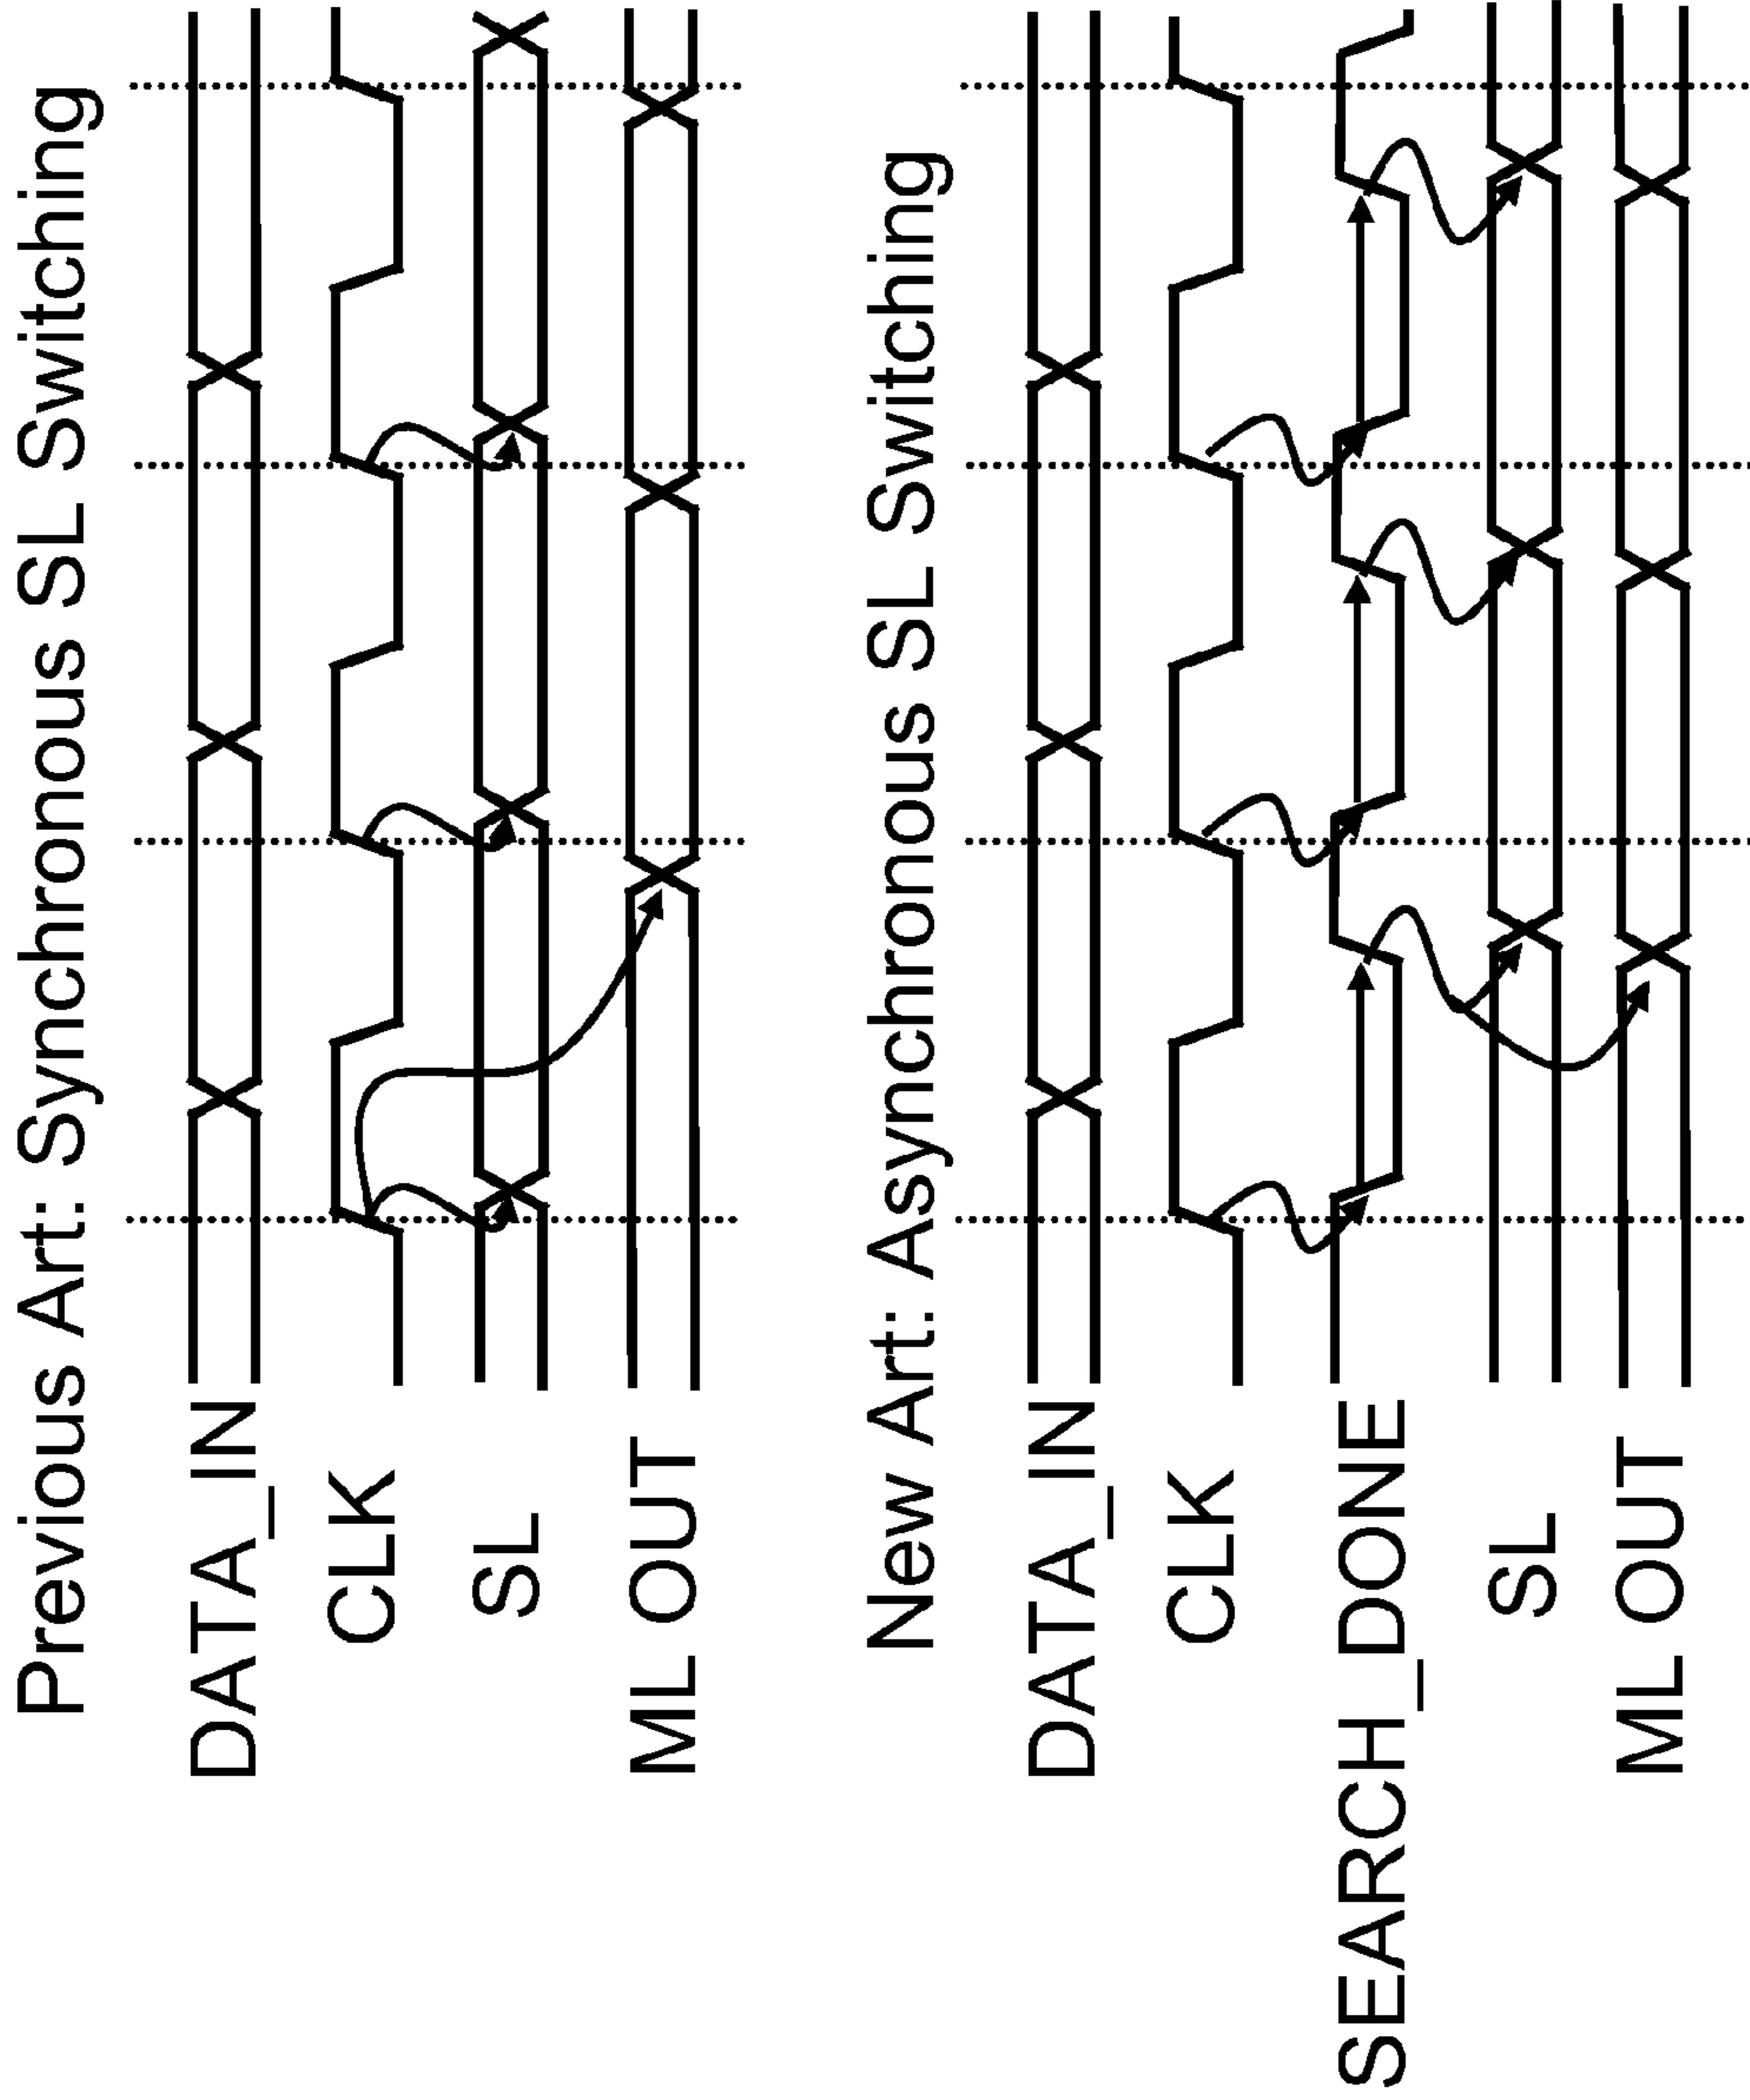 Previous Art: Synchronous SL Switching
DATA_IN
CLK
SL
ML OUT
New Art: Asynchronous SL Switching
DATA_IN
CLK
SEARCH_DONE
SL
ML OUT